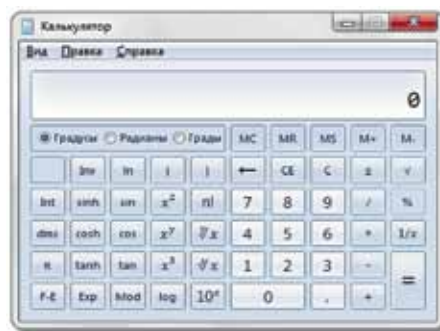 Калькулятор
Вид Правка Справка
0
Градусы Радианы Грады MC MR MS M+ M-
Inv ln ( ) ← CE C ± √
Int sinh sin x² n! 7 8 9 / %
dms cosh cos xʸ ʸ√x 4 5 6 * 1/x
π tanh tan x³ ³√x 1 2 3 - =
F-E Exp Mod log 10ˣ 0 . +